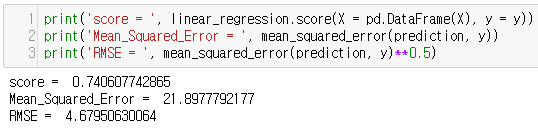 1 print('score = ', linear_regression.score(X = pd.DataFrame(X), y = y))
2 print('Mean_Squared_Error = ', mean_squared_error(prediction, y))
3 print('RMSE = ', mean_squared_error(prediction, y)**0.5)
score =  0.740607742865
Mean_Squared_Error =  21.8977792177
RMSE =  4.67950630064